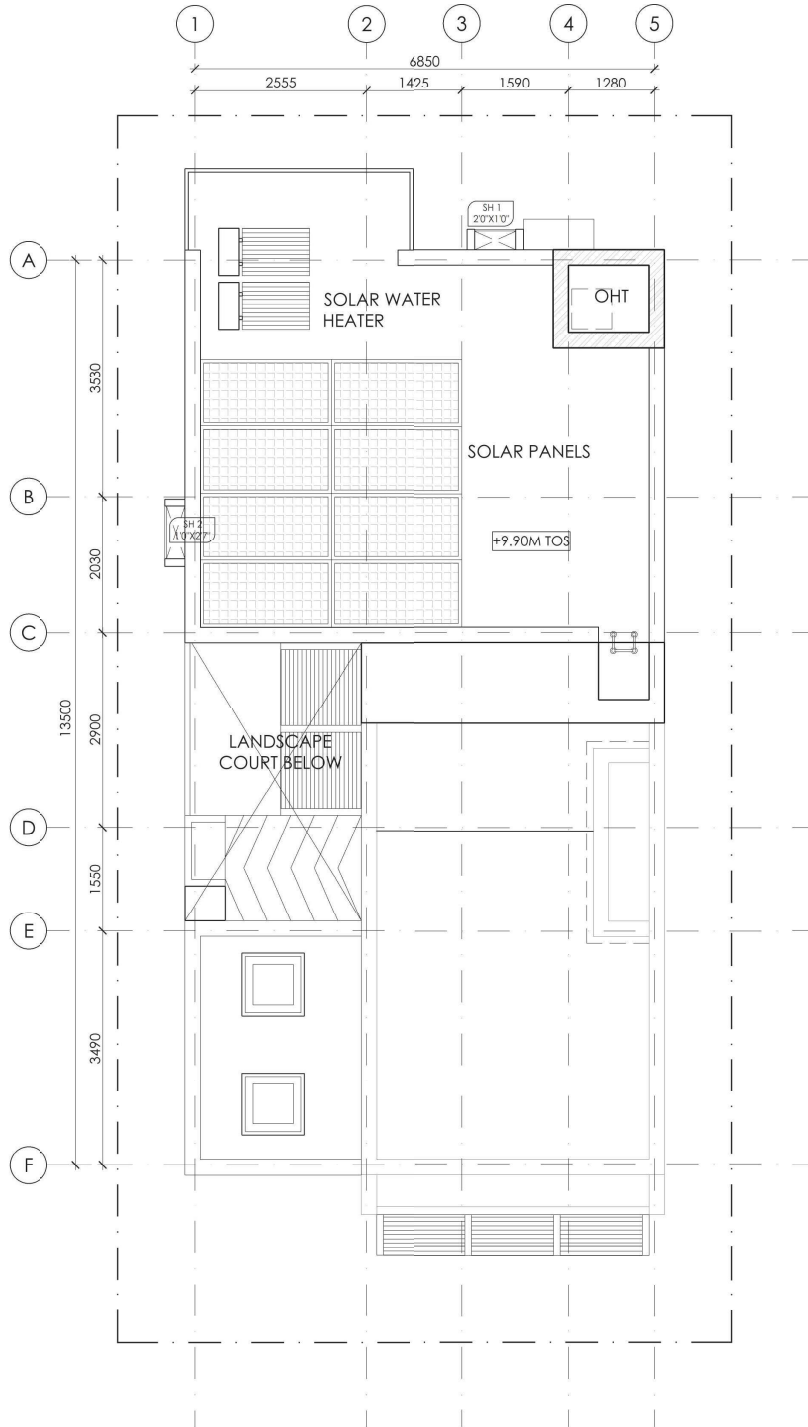 1
2
3
4
5
6850
2555
1425
1590
1280
SH 1
2'0"X1'0"
A
SOLAR WATER
HEATER
OHT
3530
SOLAR PANELS
B
SH 2
1'0"X2'7"
+9.90M TOS
2030
C
13500
2900
LANDSCAPE
COURT BELOW
D
1550
E
3490
F